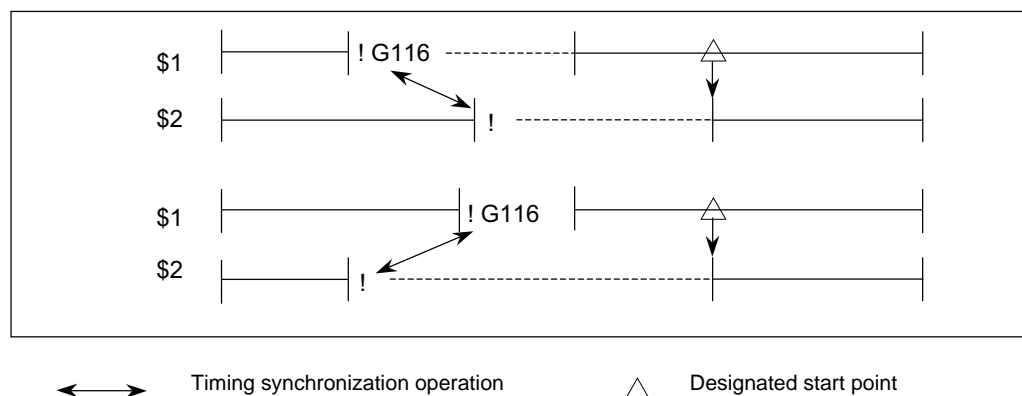 $1 ! G116
$2 !
$1 ! G116
$2 !
Timing synchronization operation Designated start point